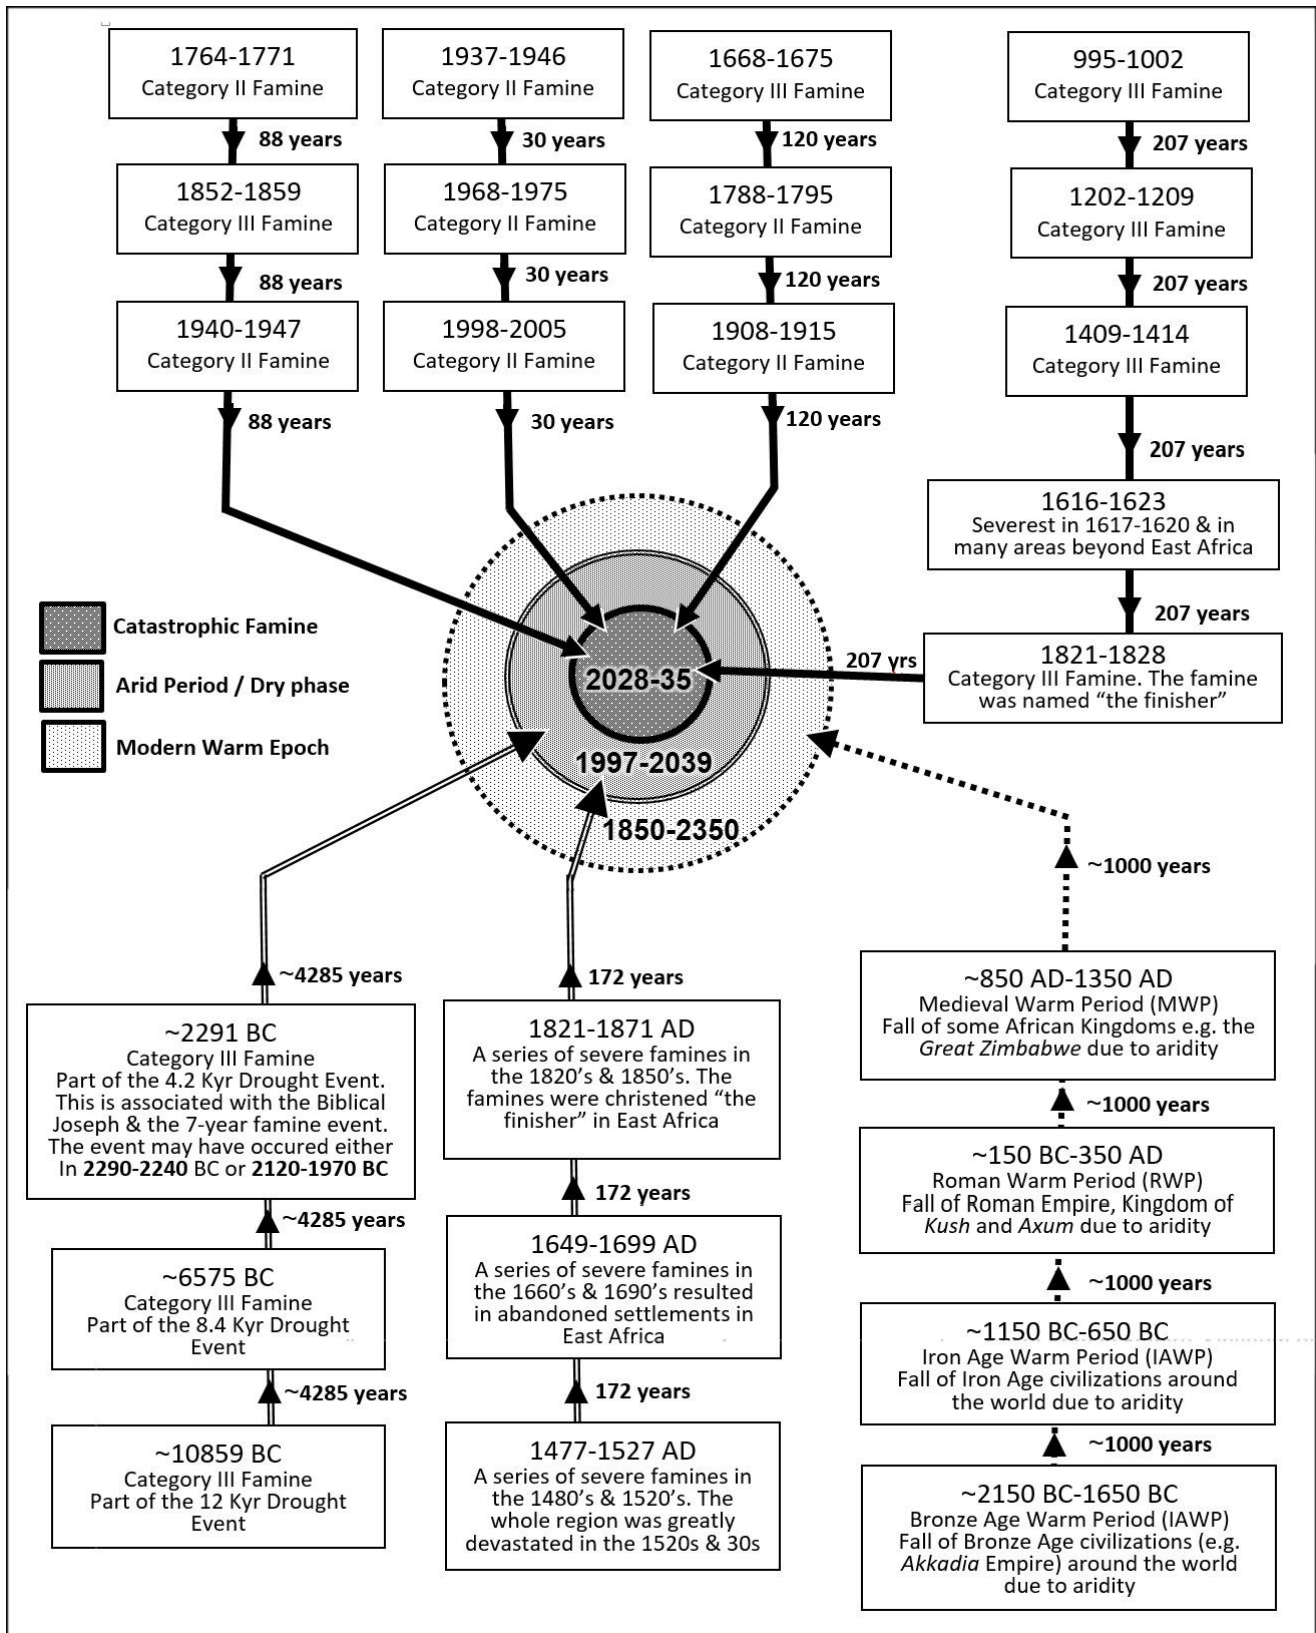 1764-1771
Category II Famine
88 years
1852-1859
Category III Famine
88 years
1940-1947
Category II Famine
88 years
1937-1946
Category II Famine
30 years
1968-1975
Category II Famine
30 years
1998-2005
Category II Famine
30 years
1668-1675
Category III Famine
120 years
1788-1795
Category II Famine
120 years
1908-1915
Category II Famine
120 years
995-1002
Category III Famine
207 years
1202-1209
Category III Famine
207 years
1409-1414
Category III Famine
207 years
1616-1623
Severest in 1617-1620 & in
many areas beyond East Africa
207 years
1821-1828
Category III Famine. The famine
was named “the finisher”
207 yrs
Catastrophic Famine
Arid Period / Dry phase
Modern Warm Epoch
2028-35
1997-2039
1850-2350
~4285 years
~2291 BC
Category III Famine
Part of the 4.2 Kyr Drought Event.
This is associated with the Biblical
Joseph & the 7-year famine event.
The event may have occured either
In 2290-2240 BC or 2120-1970 BC
~4285 years
~6575 BC
Category III Famine
Part of the 8.4 Kyr Drought
Event
~4285 years
~10859 BC
Category III Famine
Part of the 12 Kyr Drought
Event
172 years
1821-1871 AD
A series of severe famines in
the 1820’s & 1850’s. The
famines were christened “the
finisher” in East Africa
172 years
1649-1699 AD
A series of severe famines in
the 1660’s & 1690’s resulted
in abandoned settlements in
East Africa
172 years
1477-1527 AD
A series of severe famines in
the 1480’s & 1520’s. The
whole region was greatly
devastated in the 1520s & 30s
~1000 years
~850 AD-1350 AD
Medieval Warm Period (MWP)
Fall of some African Kingdoms e.g. the
Great Zimbabwe due to aridity
~1000 years
~150 BC-350 AD
Roman Warm Period (RWP)
Fall of Roman Empire, Kingdom of
Kush and Axum due to aridity
~1000 years
~1150 BC-650 BC
Iron Age Warm Period (IAWP)
Fall of Iron Age civilizations around
the world due to aridity
~1000 years
~2150 BC-1650 BC
Bronze Age Warm Period (IAWP)
Fall of Bronze Age civilizations (e.g.
Akkadia Empire) around the world
due to aridity